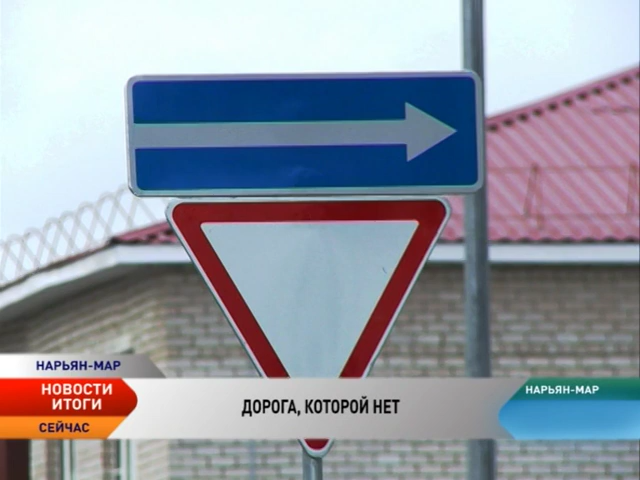 НАРЬЯН-МАР
НОВОСТИ
ИТОГИ
СЕЙЧАС
ДОРОГА, КОТОРОЙ НЕТ
НАРЬЯН-МАР